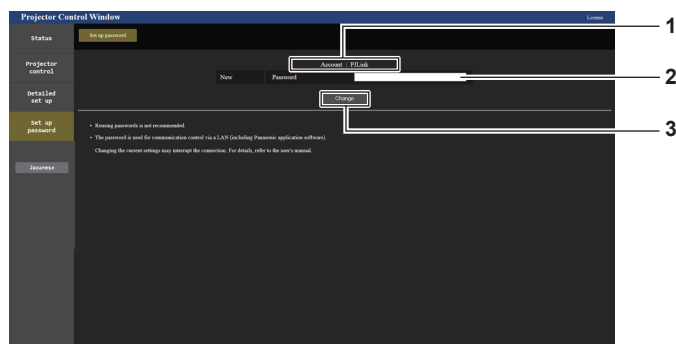 Projector Control Window
License
1
Status
Set up password
Projector
control
Account : PJLink
New Password
2
Detailed
set up
Change
3
Set up
password
• Reusing passwords is not recommended.
• The password is used for communication control via a LAN (including Panasonic application software).
Changing the current settings may interrupt the connection. For details, refer to the user's manual.
Japanese